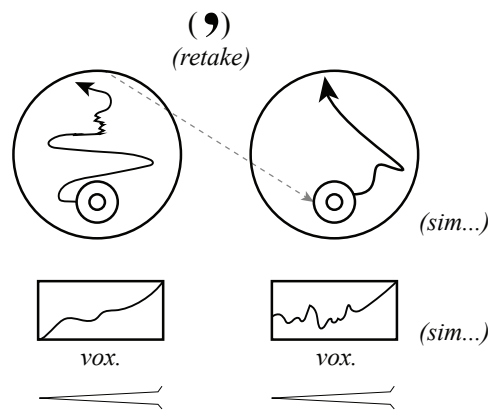 (❜)
(retake)
(sim...)
(sim...)
vox. vox.